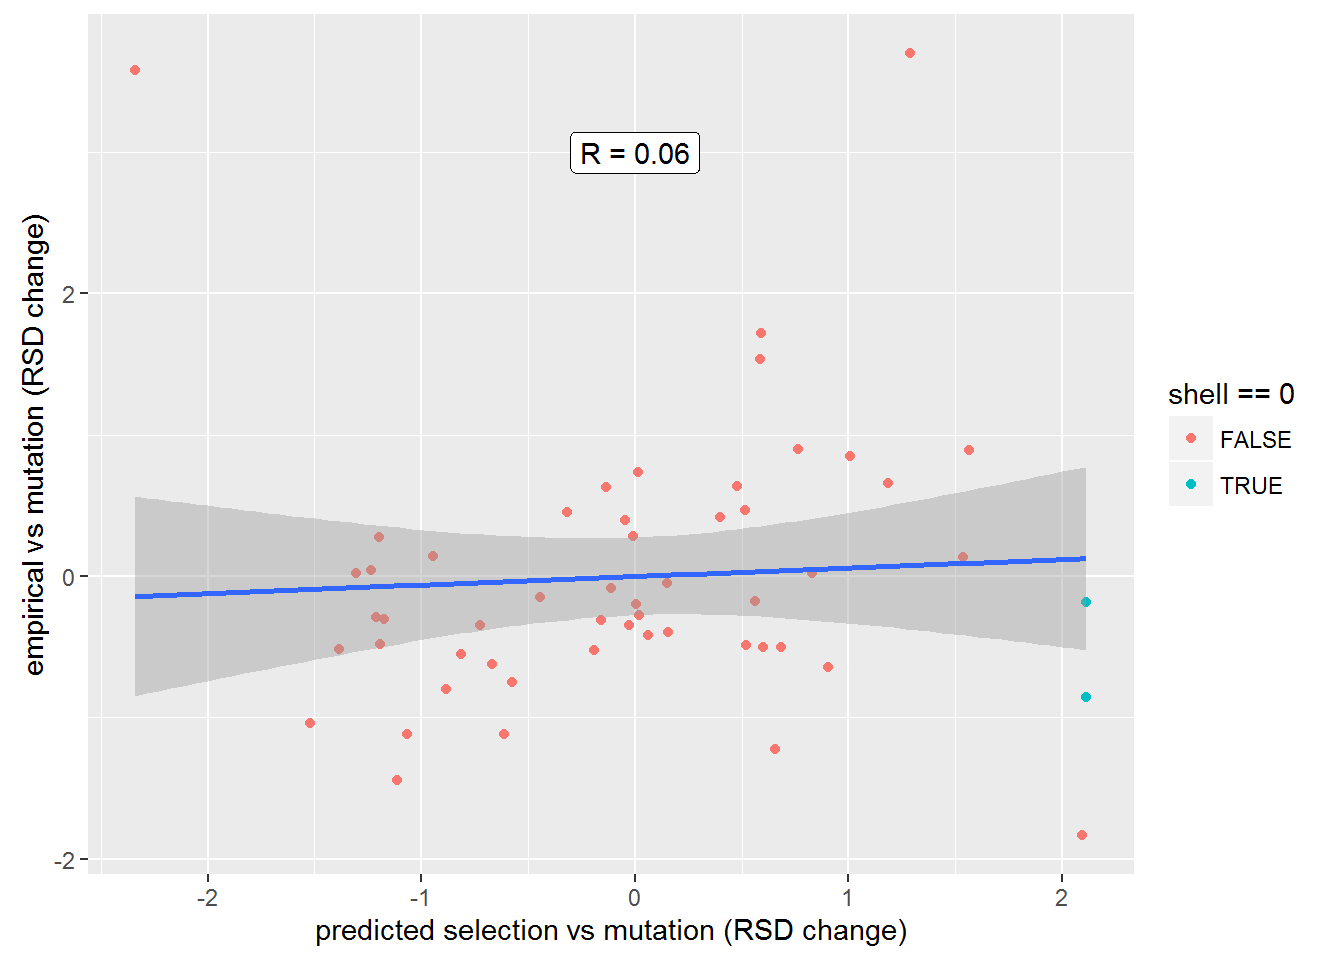 R = 0.06
empirical vs mutation (RSD change)
2
0
-2
-2
-1
0
1
2
predicted selection vs mutation (RSD change)
shell == 0
FALSE
TRUE